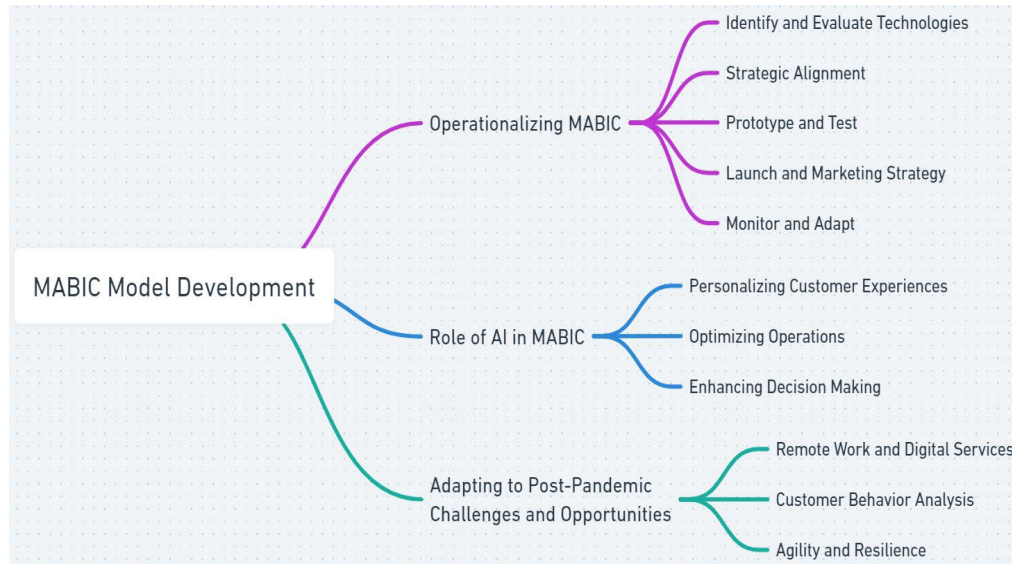 MABIC Model Development
Operationalizing MABIC
Identify and Evaluate Technologies
Strategic Alignment
Prototype and Test
Launch and Marketing Strategy
Monitor and Adapt
Role of AI in MABIC
Personalizing Customer Experiences
Optimizing Operations
Enhancing Decision Making
Adapting to Post-Pandemic
Challenges and Opportunities
Remote Work and Digital Services
Customer Behavior Analysis
Agility and Resilience